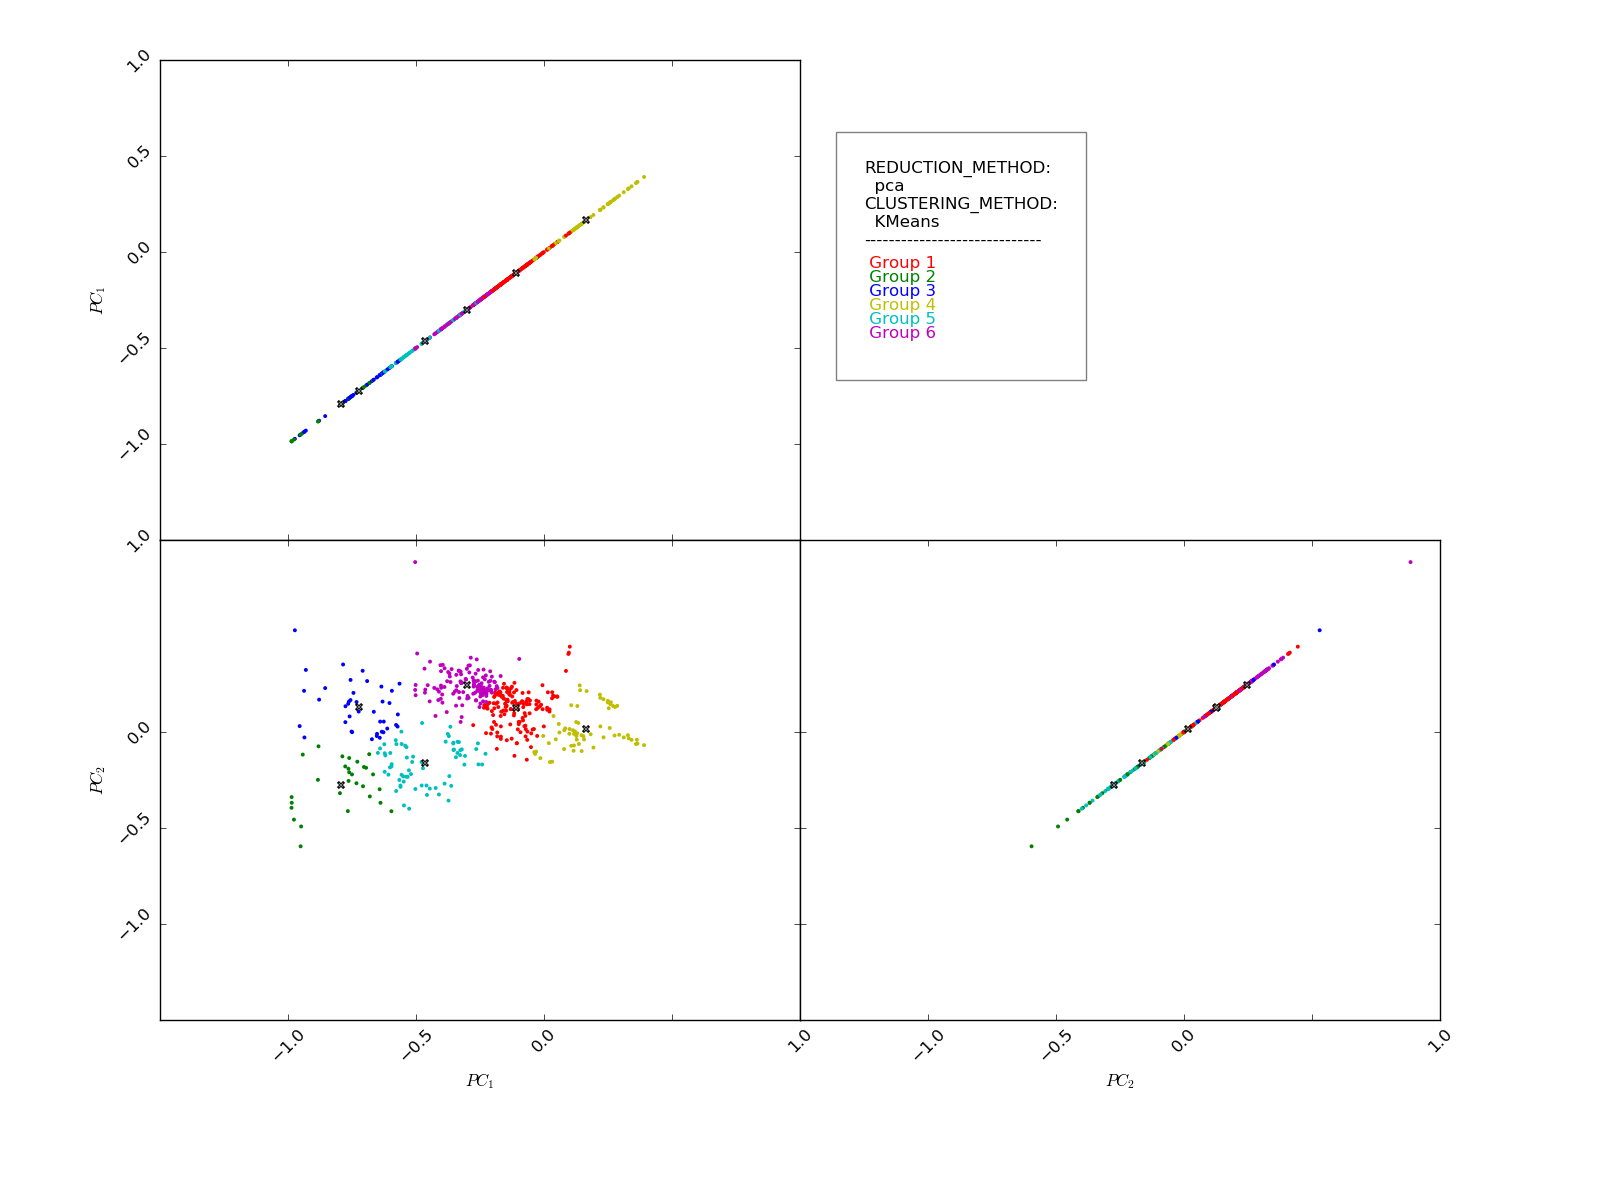 1.0
0.5
0.0
−0.5
−1.0
PC1
REDUCTION_METHOD:
pca
CLUSTERING_METHOD:
KMeans
-----------------------------
Group 1
Group 2
Group 3
Group 4
Group 5
Group 6
1.0
0.0
−0.5
−1.0
PC2
−1.0 −0.5 0.0 1.0
−1.0 −0.5 0.0 1.0
PC1
PC2